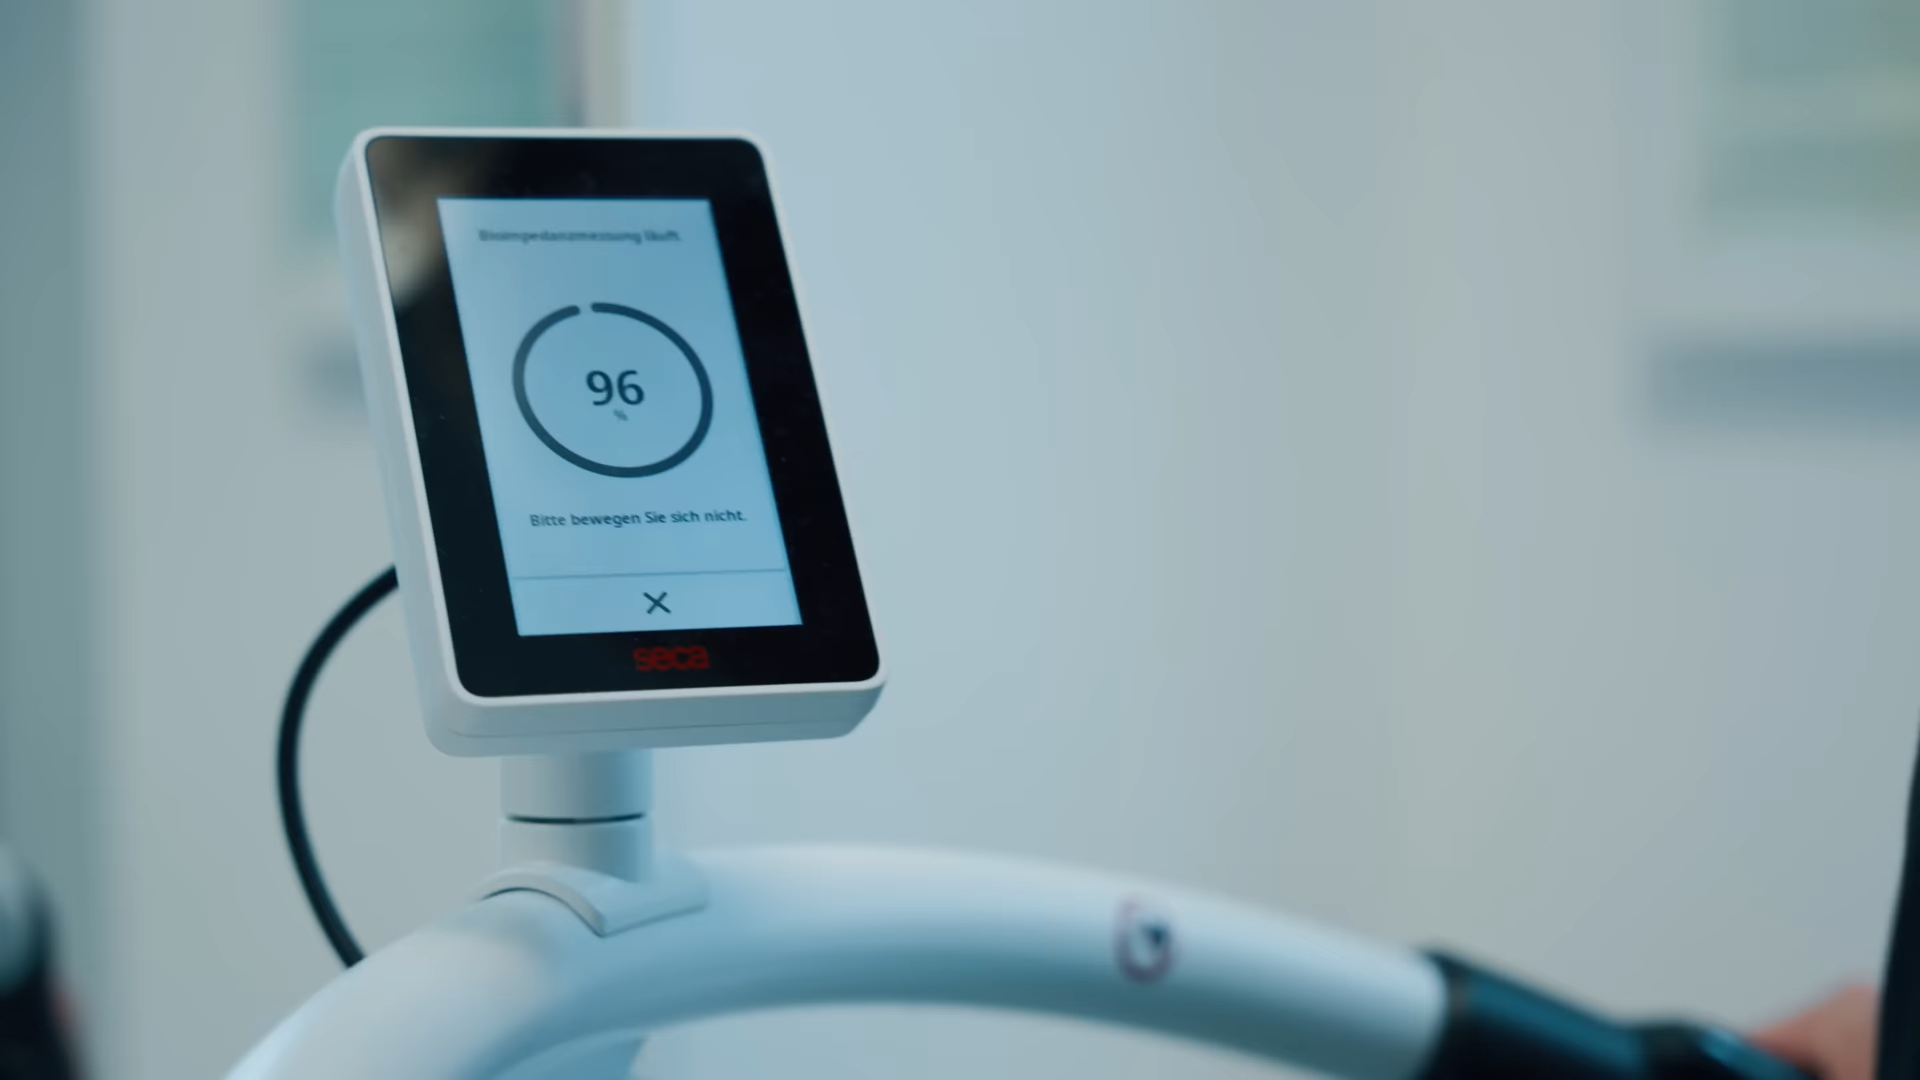 Bioimpedanzmessung läuft.
96
%
Bitte bewegen Sie sich nicht.
seca